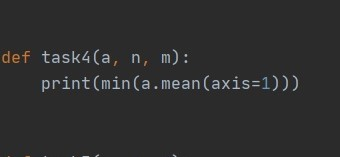 def task4(a, n, m):
print(min(a.mean(axis=1)))